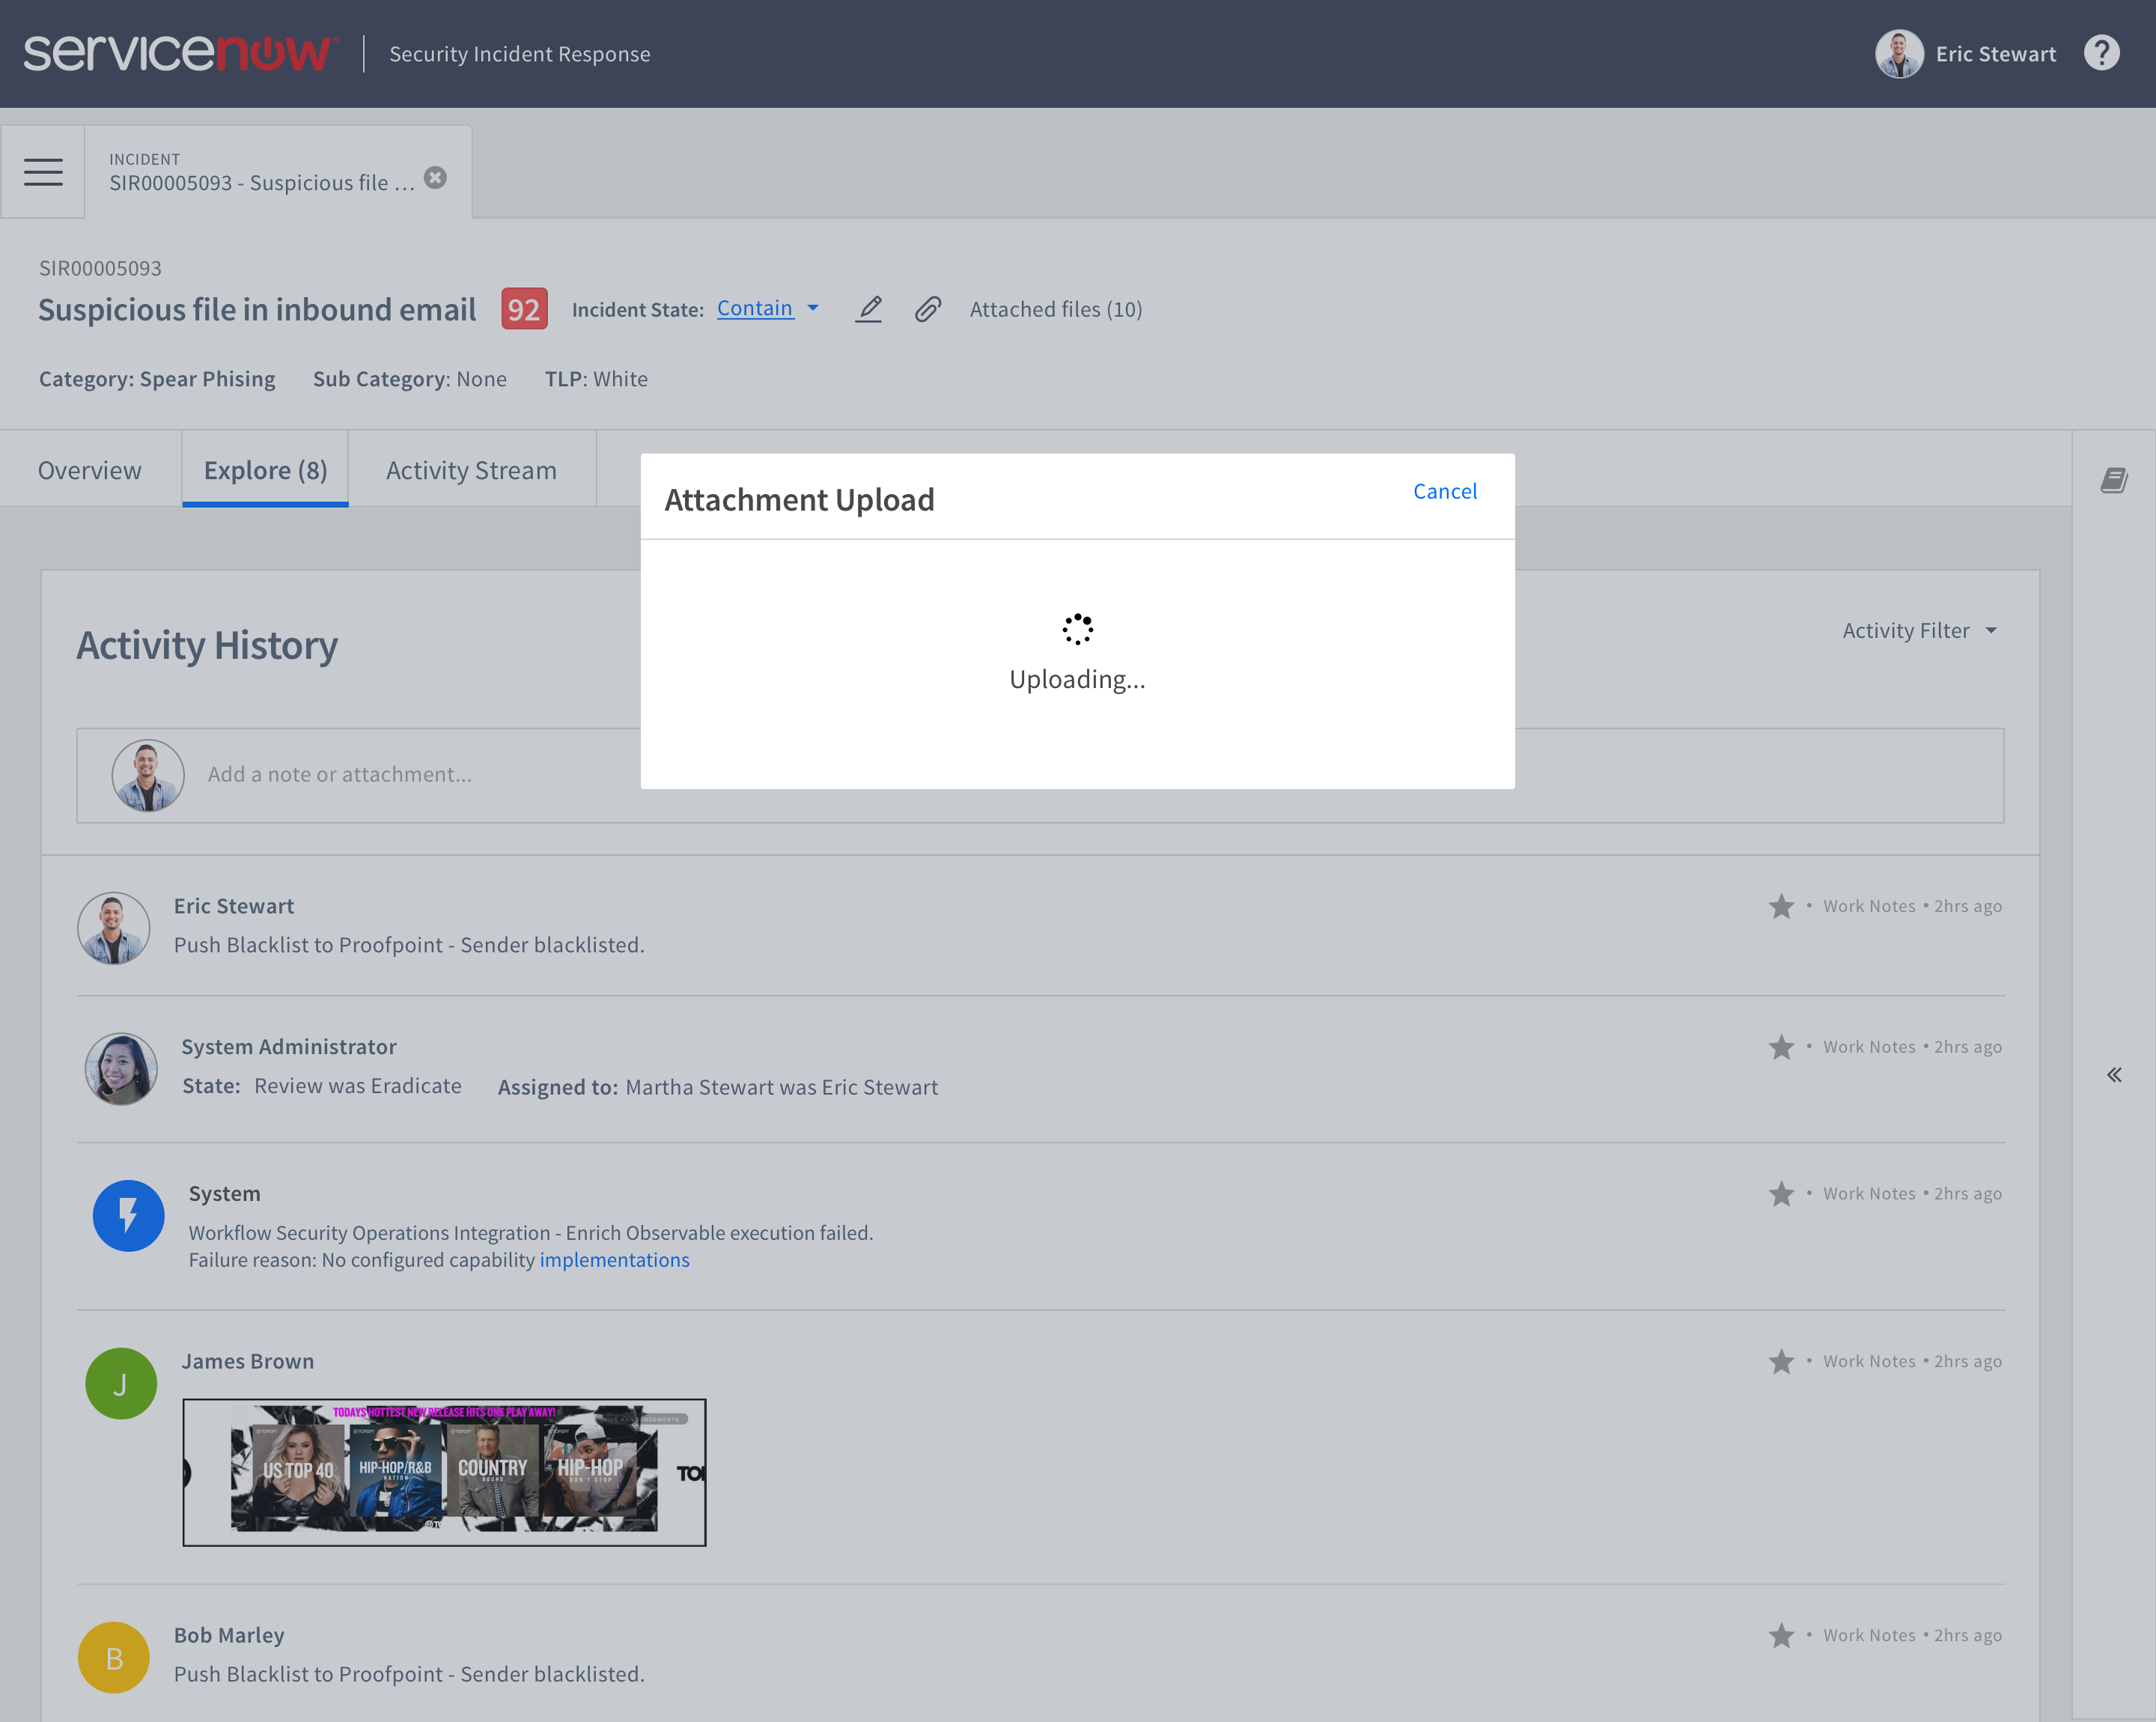 servicenow
Security Incident Response
Eric Stewart
?
INCIDENT
SIR00005093 - Suspicious file ...
SIR00005093
Suspicious file in inbound email 92 Incident State: Contain Attached files (10)
Category: Spear Phising Sub Category: None TLP: White
Overview Explore (8) Activity Stream
Attachment Upload Cancel
Uploading...
Activity History Activity Filter
Add a note or attachment...
Eric Stewart • Work Notes • 2hrs ago
Push Blacklist to Proofpoint - Sender blacklisted.
System Administrator • Work Notes • 2hrs ago
State: Review was Eradicate Assigned to: Martha Stewart was Eric Stewart
System • Work Notes • 2hrs ago
Workflow Security Operations Integration - Enrich Observable execution failed.
Failure reason: No configured capability implementations
J James Brown • Work Notes • 2hrs ago
TODAYS HOTTEST NEW RELEASE HITS ONE PLAY AWAY!
US TOP 40
HIP-HOP/R&B
NATION
COUNTRY
HIP-HOP
DON'T STOP
B Bob Marley • Work Notes • 2hrs ago
Push Blacklist to Proofpoint - Sender blacklisted.